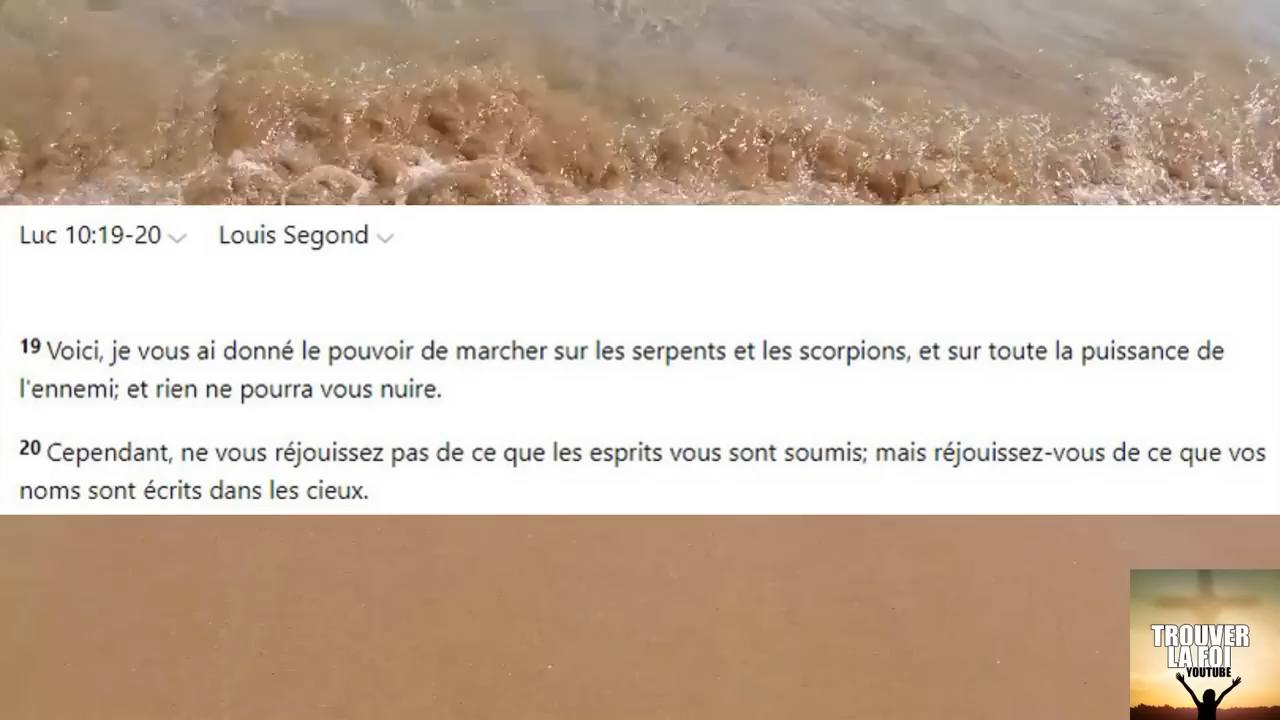 Luc 10:19-20 Louis Segond
19 Voici, je vous ai donné le pouvoir de marcher sur les serpents et les scorpions, et sur toute la puissance de
l'ennemi; et rien ne pourra vous nuire.
20 Cependant, ne vous réjouissez pas de ce que les esprits vous sont soumis; mais réjouissez-vous de ce que vos
noms sont écrits dans les cieux.
TROUVER
LA FOI
YOUTUBE